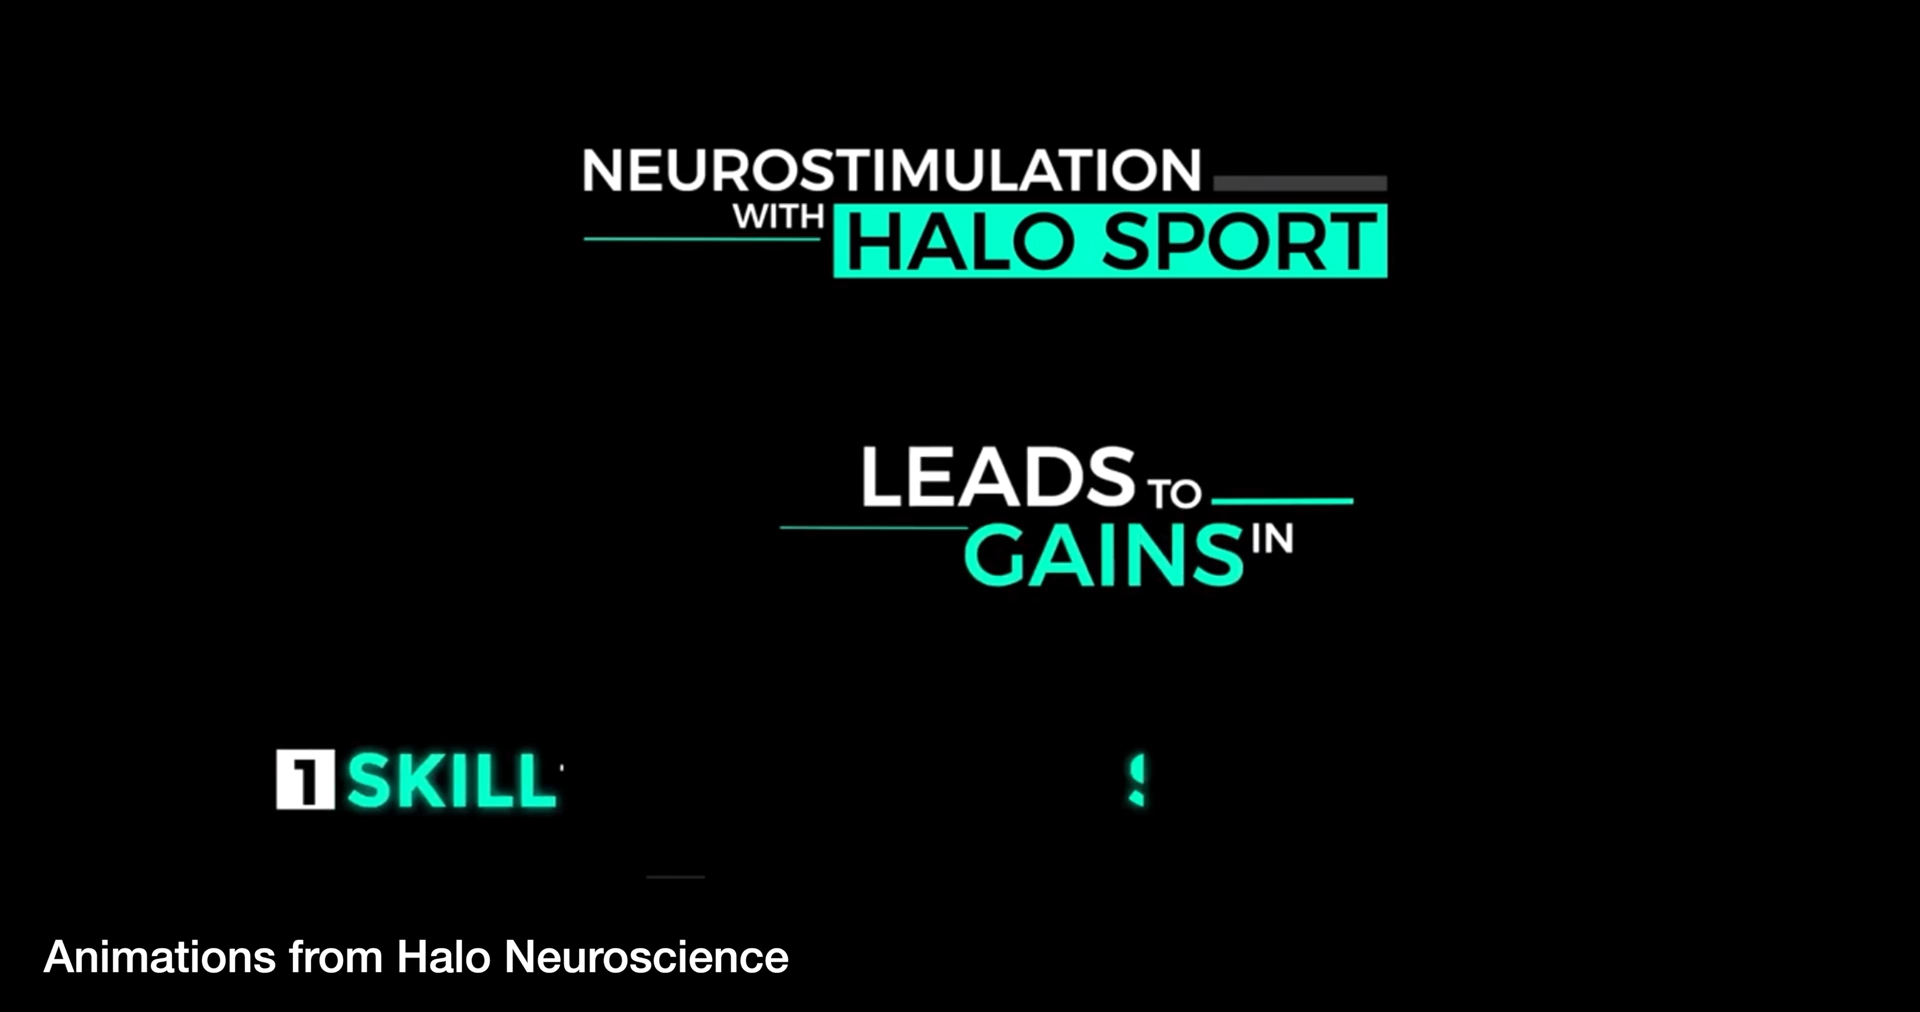 NEUROSTIMULATION
WITH HALO SPORT
LEADS TO
GAINS IN
1 SKILL
Animations from Halo Neuroscience